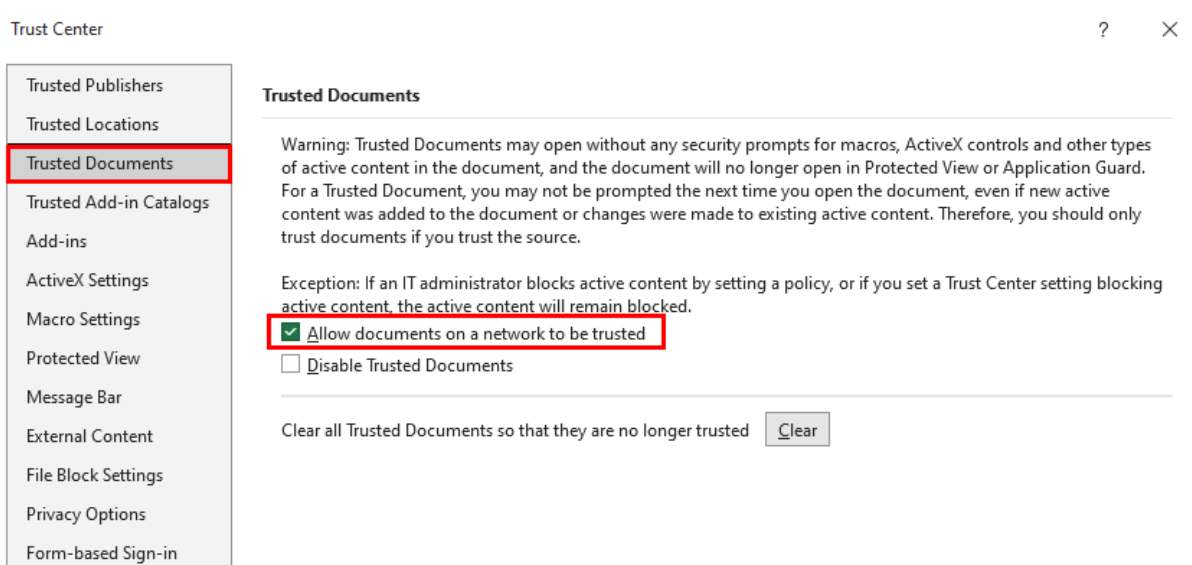 Trust Center
?
Trusted Publishers
Trusted Locations
Trusted Documents
Trusted Add-in Catalogs
Add-ins
ActiveX Settings
Macro Settings
Protected View
Message Bar
External Content
File Block Settings
Privacy Options
Form-based Sign-in
Trusted Documents
Warning: Trusted Documents may open without any security prompts for macros, ActiveX controls and other types
of active content in the document, and the document will no longer open in Protected View or Application Guard.
For a Trusted Document, you may not be prompted the next time you open the document, even if new active
content was added to the document or changes were made to existing active content. Therefore, you should only
trust documents if you trust the source.
Exception: If an IT administrator blocks active content by setting a policy, or if you set a Trust Center setting blocking
active content, the active content will remain blocked.
Allow documents on a network to be trusted
Disable Trusted Documents
Clear all Trusted Documents so that they are no longer trusted
Clear